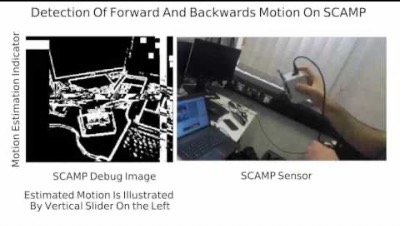 Detection Of Forward And Backwards Motion On SCAMP
Motion Estimation Indicator
SCAMP Debug Image
SCAMP Sensor
Estimated Motion Is Illustrated
By Vertical Slider On the Left